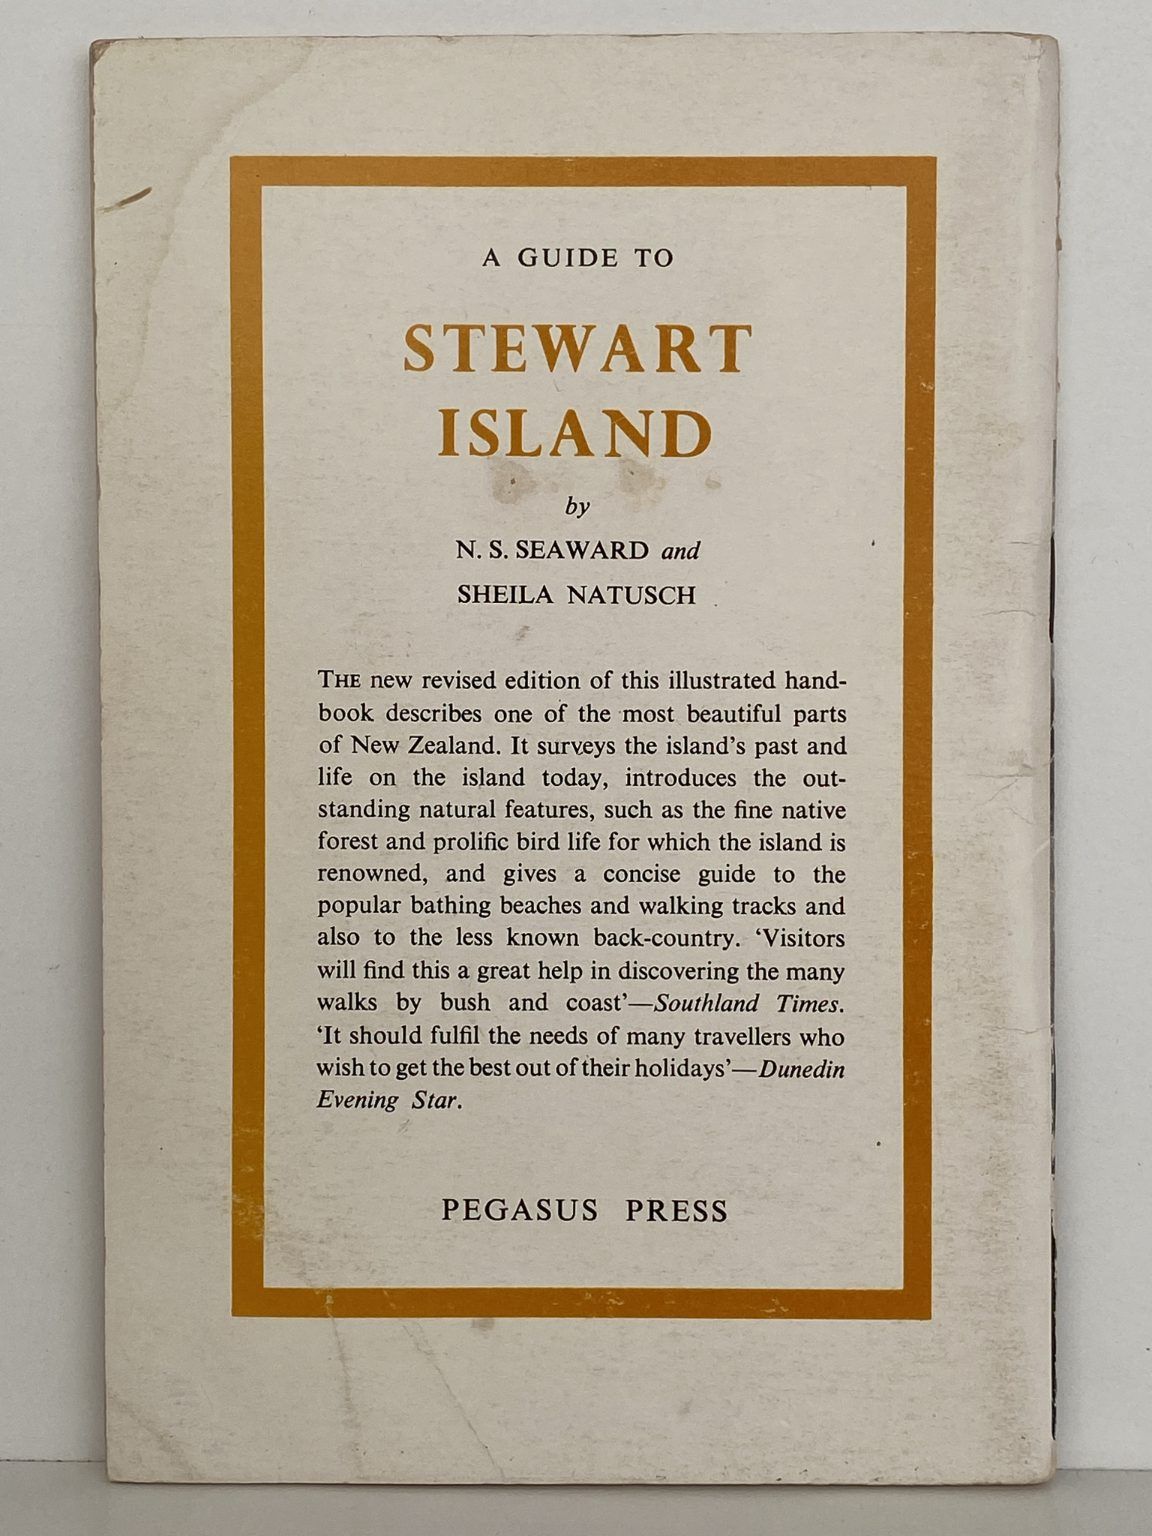 A GUIDE TO
STEWART
ISLAND
by
N. S. SEAWARD and
SHEILA NATUSCH
THE new revised edition of this illustrated hand-
book describes one of the most beautiful parts
of New Zealand. It surveys the island's past and
life on the island today, introduces the out-
standing natural features, such as the fine native
forest and prolific bird life for which the island is
renowned, and gives a concise guide to the
popular bathing beaches and walking tracks and
also to the less known back-country. ‘Visitors
will find this a great help in discovering the many
walks by bush and coast’—Southland Times.
‘It should fulfil the needs of many travellers who
wish to get the best out of their holidays’—Dunedin
Evening Star.
PEGASUS PRESS